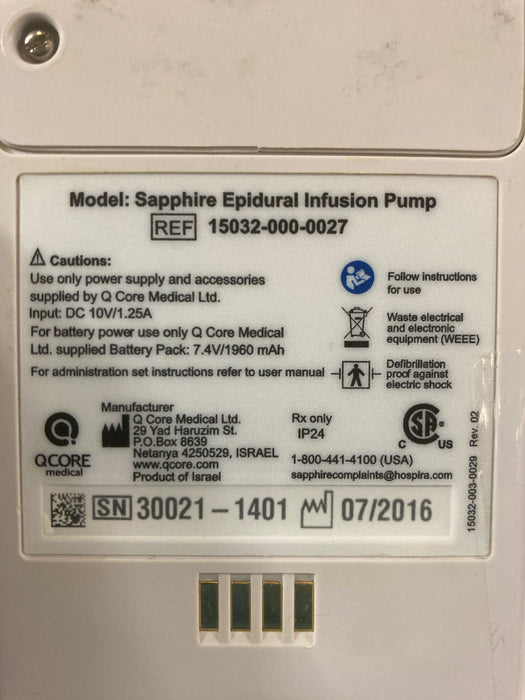 Model: Sapphire Epidural Infusion Pump
REF 15032-000-0027
Cautions:
Use only power supply and accessories
supplied by Q Core Medical Ltd.
Input: DC 10V/1.25A
For battery power use only Q Core Medical
Ltd. supplied Battery Pack: 7.4V/1960 mAh
For administration set instructions refer to user manual
Follow instructions
for use
Waste electrical
and electronic
equipment (WEEE)
Defibrillation
proof against
electric shock
QCORE
medical
Manufacturer
Q Core Medical Ltd.
29 Yad Haruzim St.
P.O.Box 8639
Netanya 4250529, ISRAEL
www.qcore.com
Product of Israel
Rx only
IP24
1-800-441-4100 (USA)
sapphirecomplaints@hospira.com
C SA® US
SN 30021-1401 07/2016
15032-003-0029 Rev. 02